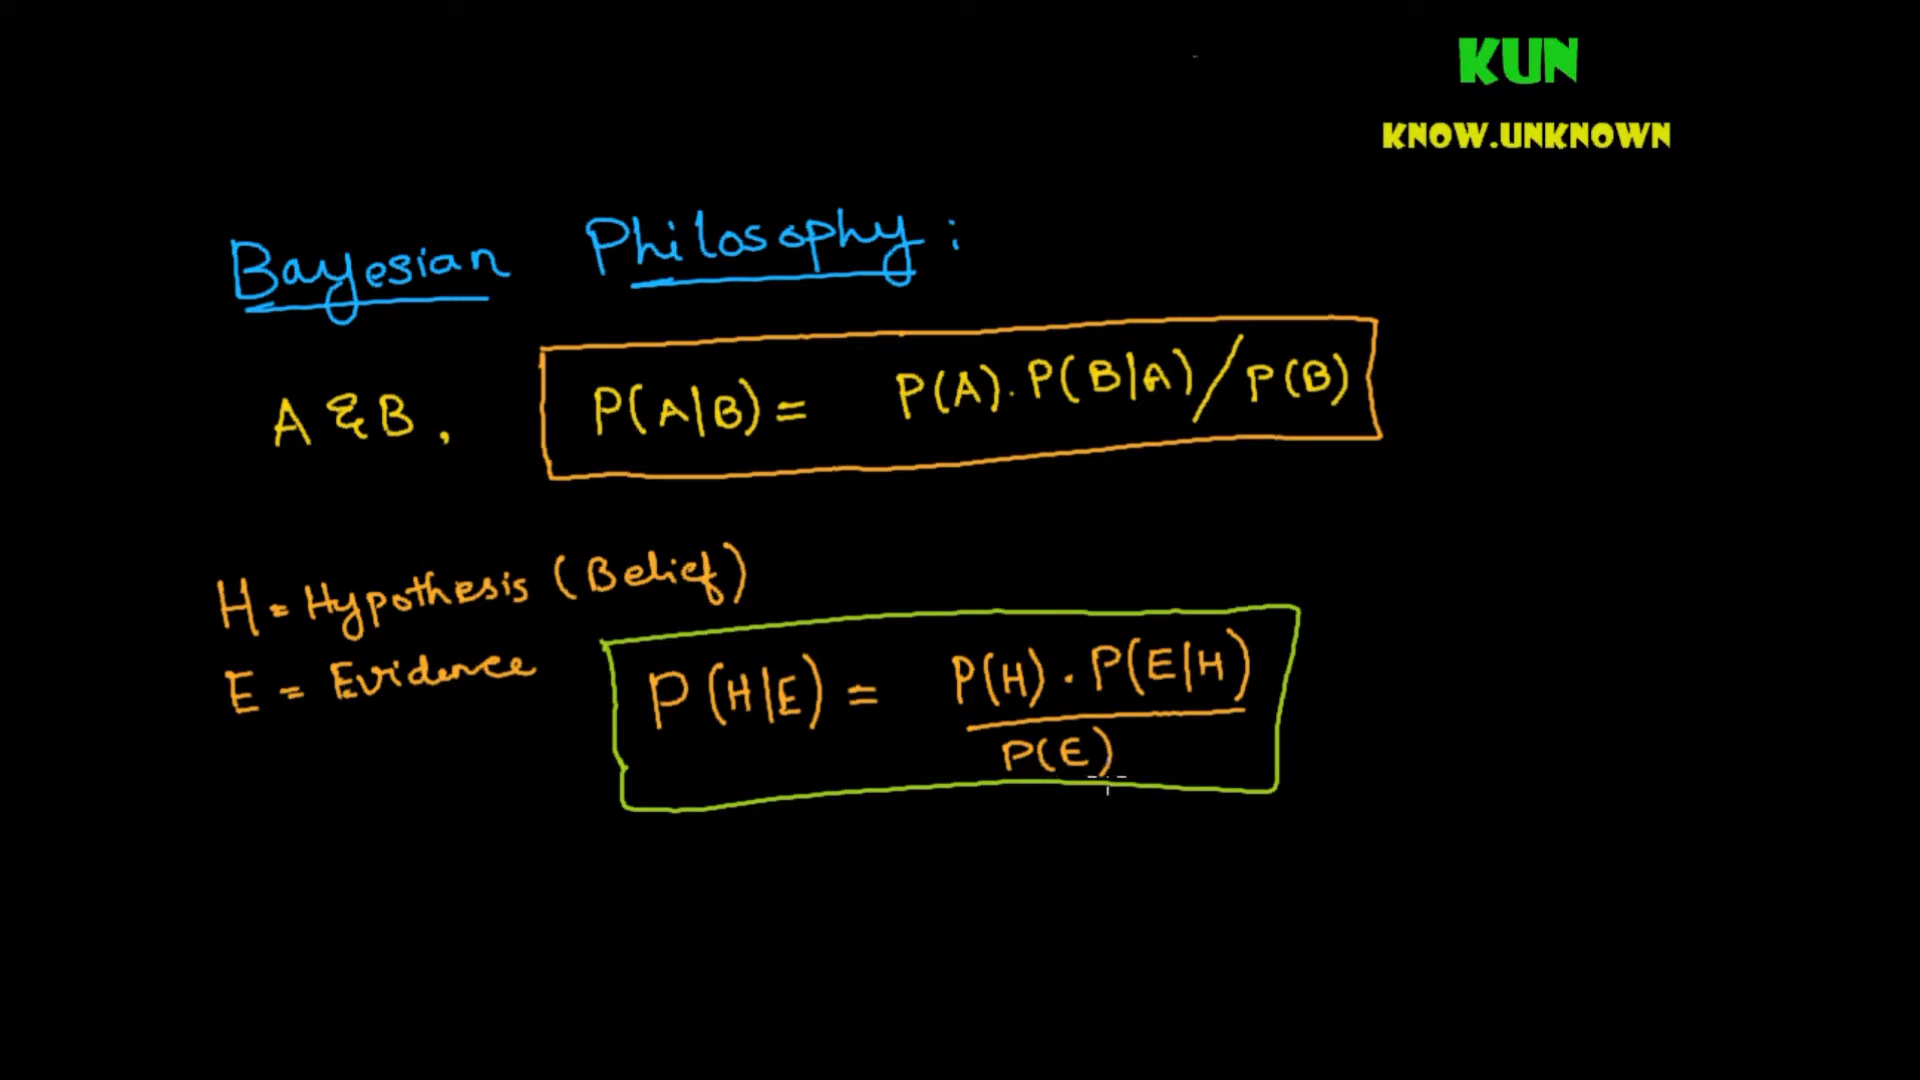 KUN
KNOW.UNKNOWN
Bayesian Philosophy:
A & B, P(A|B) = P(A). P(B|A) / P(B)
H = Hypothesis (Belief)
E = Evidence
P(H|E) = P(H) . P(E|H)
P(E)